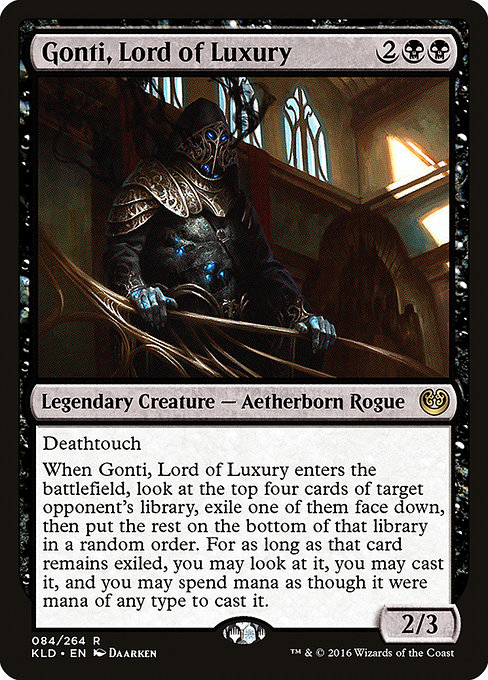 Gonti, Lord of Luxury 2
Legendary Creature — Aetherborn Rogue
Deathtouch
When Gonti, Lord of Luxury enters the
battlefield, look at the top four cards of target
opponent's library, exile one of them face down,
then put the rest on the bottom of that library
in a random order. For as long as that card
remains exiled, you may look at it, you may cast
it, and you may spend mana as though it were
mana of any type to cast it.
2/3
084/264 R
KLD • EN Daarken
™ & © 2016 Wizards of the Coast